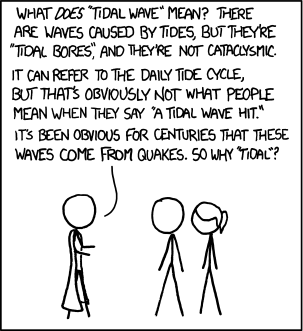 WHAT DOES "TIDAL WAVE" MEAN? THERE
ARE WAVES CAUSED BY TIDES, BUT THEY'RE
"TIDAL BORES", AND THEY'RE NOT CATACLYSMIC.
IT CAN REFER TO THE DAILY TIDE CYCLE,
BUT THAT'S OBVIOUSLY NOT WHAT PEOPLE
MEAN WHEN THEY SAY "A TIDAL WAVE HIT."
IT'S BEEN OBVIOUS FOR CENTURIES THAT THESE
WAVES COME FROM QUAKES. SO WHY "TIDAL"?